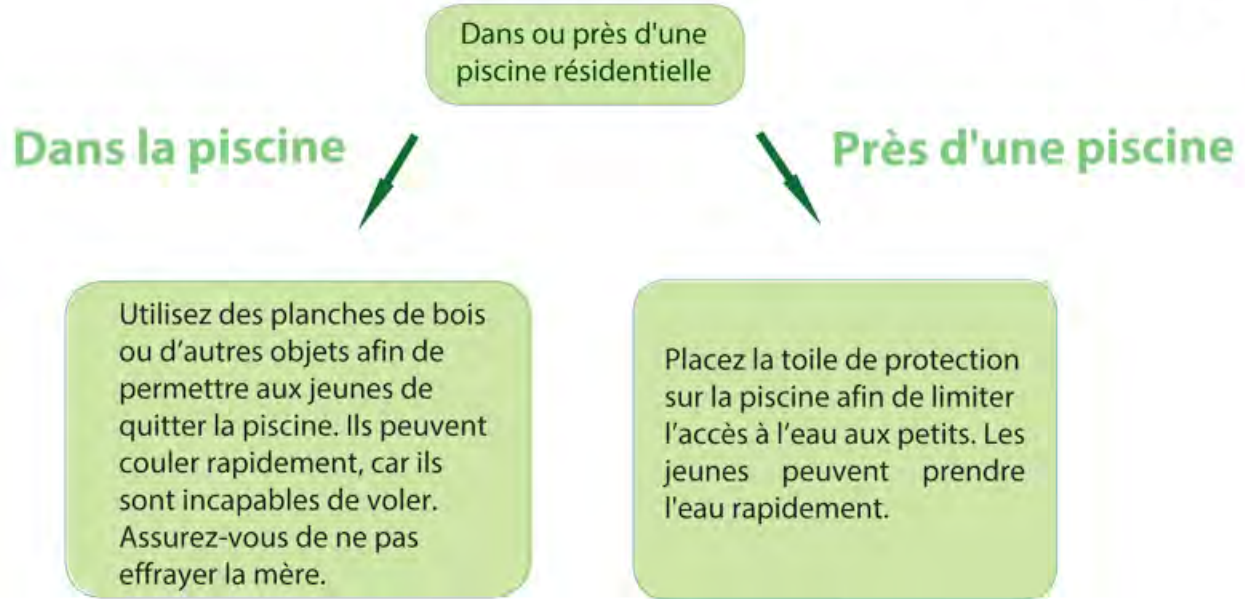 Dans ou près d'une
piscine résidentielle
Dans la piscine
Près d'une piscine
Utilisez des planches de bois
ou d’autres objets afin de
permettre aux jeunes de
quitter la piscine. Ils peuvent
couler rapidement, car ils
sont incapables de voler.
Assurez-vous de ne pas
effrayer la mère.
Placez la toile de protection
sur la piscine afin de limiter
l’accès à l’eau aux petits. Les
jeunes peuvent prendre
l'eau rapidement.